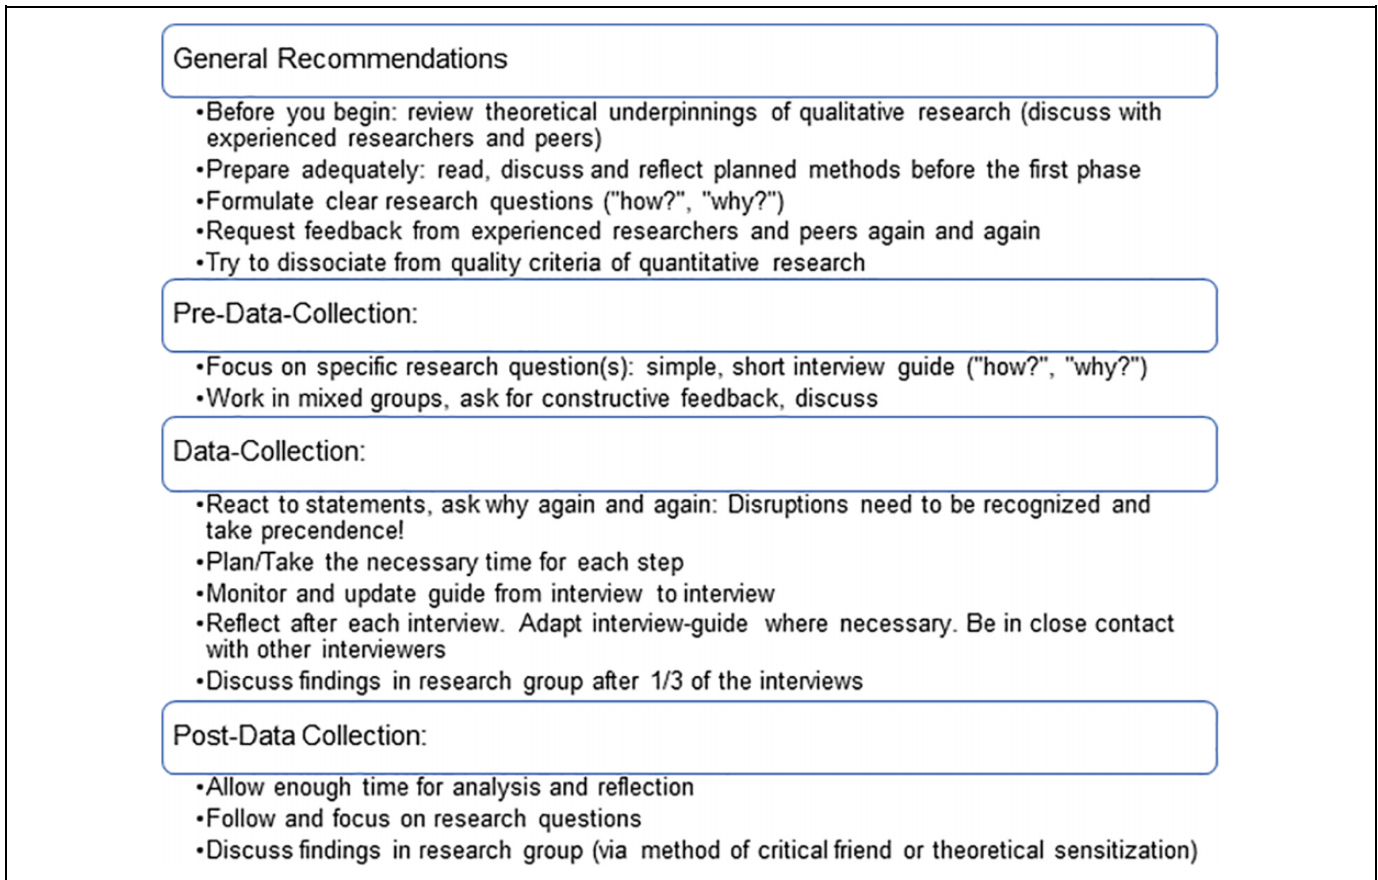 General Recommendations
•Before you begin: review theoretical underpinnings of qualitative research (discuss with
experienced researchers and peers)
•Prepare adequately: read, discuss and reflect planned methods before the first phase
•Formulate clear research questions ("how?", "why?")
•Request feedback from experienced researchers and peers again and again
•Try to dissociate from quality criteria of quantitative research
Pre-Data-Collection:
•Focus on specific research question(s): simple, short interview guide ("how?", "why?")
•Work in mixed groups, ask for constructive feedback, discuss
Data-Collection:
•React to statements, ask why again and again: Disruptions need to be recognized and
take precendence!
•Plan/Take the necessary time for each step
•Monitor and update guide from interview to interview
•Reflect after each interview. Adapt interview-guide where necessary. Be in close contact
with other interviewers
•Discuss findings in research group after 1/3 of the interviews
Post-Data Collection:
•Allow enough time for analysis and reflection
•Follow and focus on research questions
•Discuss findings in research group (via method of critical friend or theoretical sensitization)